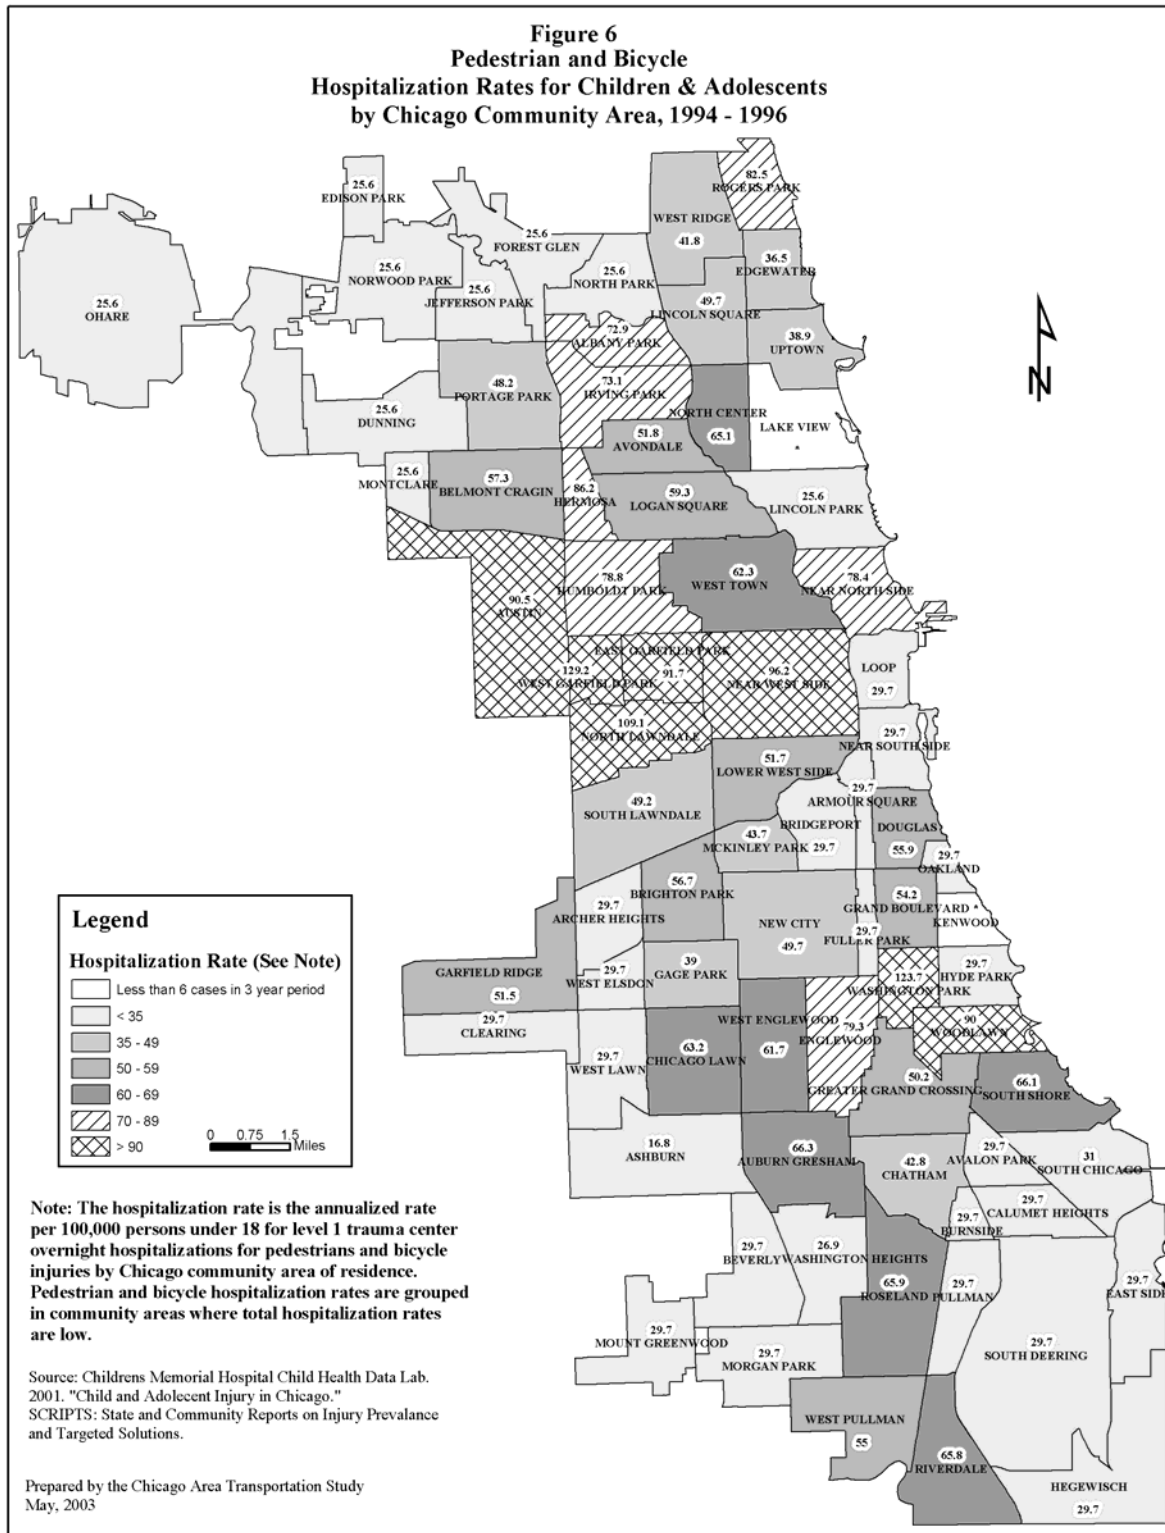 Figure 6
Pedestrian and Bicycle
Hospitalization Rates for Children & Adolescents
by Chicago Community Area, 1994 - 1996
82.5
ROGERS PARK
25.6
EDISON PARK
WEST RIDGE
41.8
25.6
FOREST GLEN
36.5
EDGEWATER
25.6
NORWOOD PARK
25.6
JEFFERSON PARK
25.6
NORTH PARK
25.6
OHARE
49.7
LINCOLN SQUARE
72.9
ALBANY PARK
38.9
UPTOWN
48.2
PORTAGE PARK
73.1
IRVING PARK
25.6
DUNNING
NORTH CENTER
65.1
LAKE VIEW
*
51.8
AVONDALE
25.6
MONTCLARE
57.3
BELMONT CRAGIN
86.2
HERMOSA
59.3
LOGAN SQUARE
25.6
LINCOLN PARK
90.5
AUSTIN
78.8
HUMBOLDT PARK
62.3
WEST TOWN
78.4
NEAR NORTH SIDE
EAST GARFIELD PARK
91.7
129.2
WEST GARFIELD PARK
96.2
NEAR WEST SIDE
LOOP
29.7
109.1
NORTH LAWNDALE
29.7
NEAR SOUTH SIDE
51.7
LOWER WEST SIDE
29.7
ARMOUR SQUARE
49.2
SOUTH LAWNDALE
BRIDGEPORT
29.7
DOUGLAS
55.9
43.7
MCKINLEY PARK
29.7
OAKLAND
56.7
BRIGHTON PARK
54.2
GRAND BOULEVARD
*
KENWOOD
29.7
ARCHER HEIGHTS
NEW CITY
49.7
29.7
FULLER PARK
39
GAGE PARK
29.7
WEST ELSDON
GARFIELD RIDGE
51.5
123.7
WASHINGTON PARK
29.7
HYDE PARK
29.7
CLEARING
WEST ENGLEWOOD
61.7
79.3
ENGLEWOOD
90
WOODLAWN
29.7
WEST LAWN
63.2
CHICAGO LAWN
50.2
GREATER GRAND CROSSING
66.1
SOUTH SHORE
16.8
ASHBURN
66.3
AUBURN GRESHAM
42.8
CHATHAM
29.7
AVALON PARK
31
SOUTH CHICAGO
29.7
CALUMET HEIGHTS
29.7
BURNSIDE
29.7
BEVERLY
26.9
WASHINGTON HEIGHTS
65.9
ROSELAND
29.7
PULLMAN
29.7
EAST SIDE
29.7
MOUNT GREENWOOD
29.7
MORGAN PARK
29.7
SOUTH DEERING
WEST PULLMAN
55
65.8
RIVERDALE
HEGEWISCH
29.7
N
Legend
Hospitalization Rate (See Note)
Less than 6 cases in 3 year period
< 35
35 - 49
50 - 59
60 - 69
70 - 89
> 90
0 0.75 1.5
Miles
Note: The hospitalization rate is the annualized rate
per 100,000 persons under 18 for level 1 trauma center
overnight hospitalizations for pedestrians and bicycle
injuries by Chicago community area of residence.
Pedestrian and bicycle hospitalization rates are grouped
in community areas where total hospitalization rates
are low.
Source: Childrens Memorial Hospital Child Health Data Lab.
2001. "Child and Adolecent Injury in Chicago."
SCRIPTS: State and Community Reports on Injury Prevalance
and Targeted Solutions.
Prepared by the Chicago Area Transportation Study
May, 2003